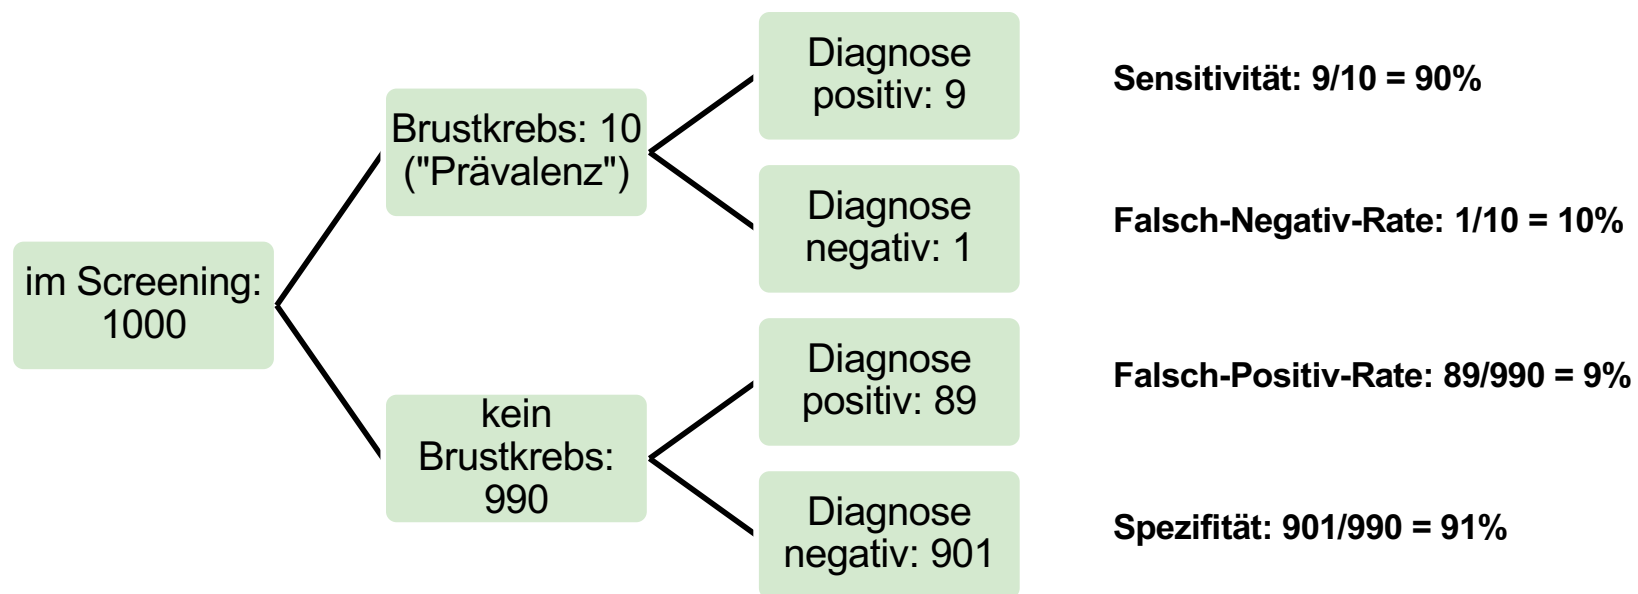 im Screening:
1000
Brustkrebs: 10
("Prävalenz")
kein
Brustkrebs:
990
Diagnose
positiv: 9
Diagnose
negativ: 1
Diagnose
positiv: 89
Diagnose
negativ: 901
Sensitivität: 9/10 = 90%
Falsch-Negativ-Rate: 1/10 = 10%
Falsch-Positiv-Rate: 89/990 = 9%
Spezifität: 901/990 = 91%